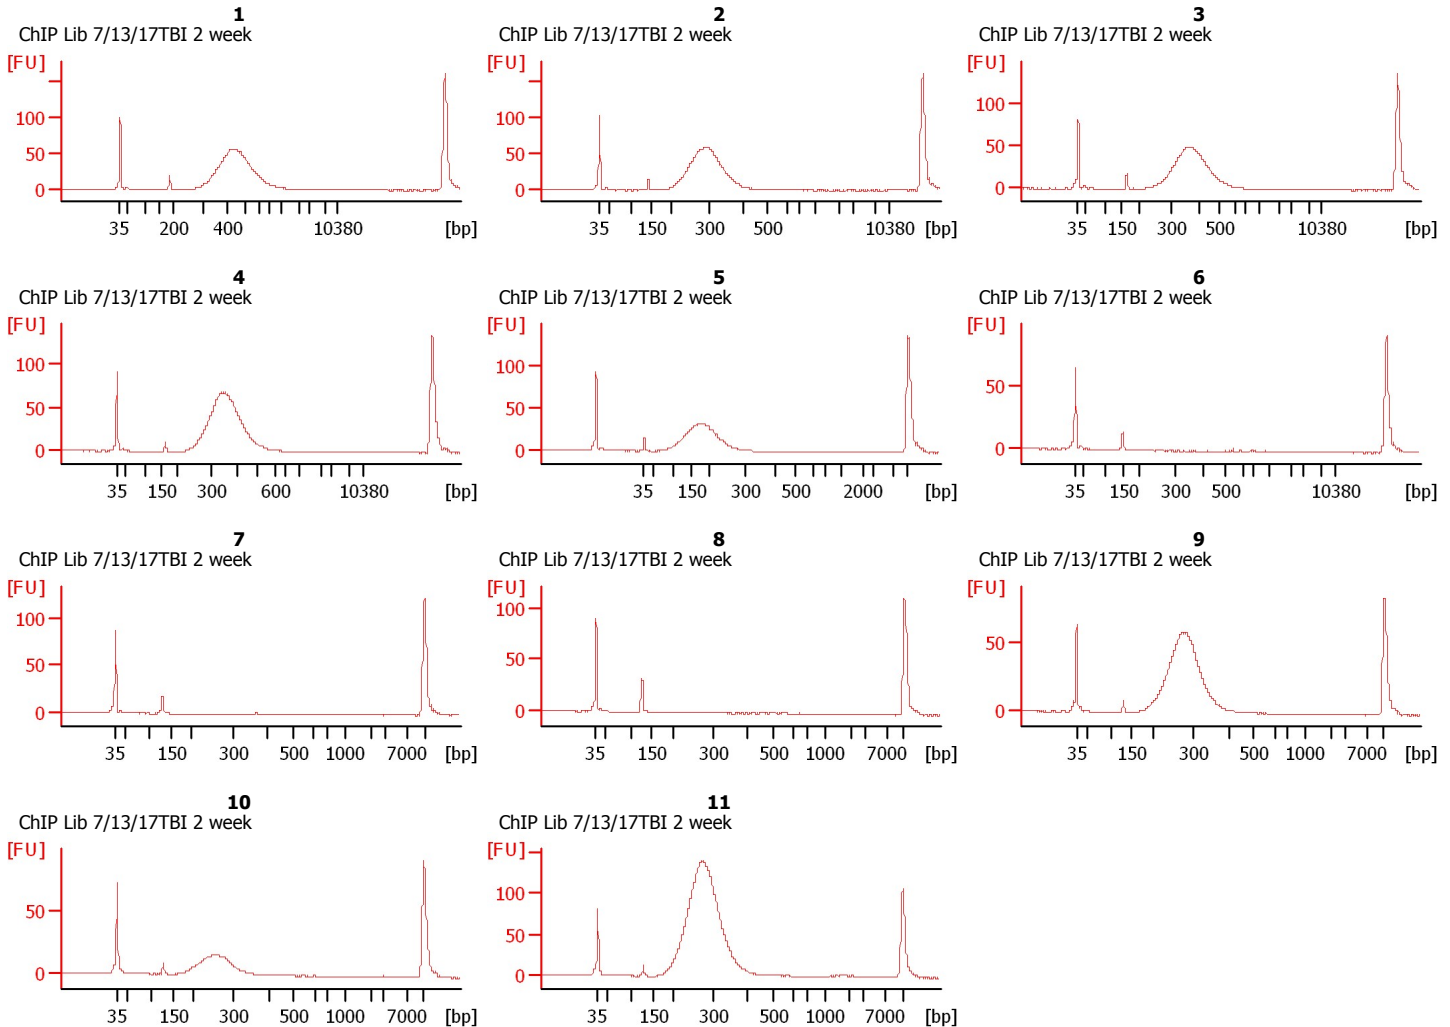 1
ChIP Lib 7/13/17TBI 2 week
[FU]
100
50
0
35 200 400 10380 [bp]
2
ChIP Lib 7/13/17TBI 2 week
[FU]
100
50
0
35 150 300 500 10380 [bp]
3
ChIP Lib 7/13/17TBI 2 week
[FU]
100
50
0
35 150 300 500 10380 [bp]
4
ChIP Lib 7/13/17TBI 2 week
[FU]
100
50
0
35 150 300 600 10380 [bp]
5
ChIP Lib 7/13/17TBI 2 week
[FU]
100
50
0
35 150 300 500 2000 [bp]
6
ChIP Lib 7/13/17TBI 2 week
[FU]
50
0
35 150 300 500 10380 [bp]
7
ChIP Lib 7/13/17TBI 2 week
[FU]
100
50
0
35 150 300 500 1000 7000 [bp]
8
ChIP Lib 7/13/17TBI 2 week
[FU]
100
50
0
35 150 300 500 1000 7000 [bp]
9
ChIP Lib 7/13/17TBI 2 week
[FU]
50
0
35 150 300 500 1000 7000 [bp]
10
ChIP Lib 7/13/17TBI 2 week
[FU]
50
0
35 150 300 500 1000 7000 [bp]
11
ChIP Lib 7/13/17TBI 2 week
[FU]
100
50
0
35 150 300 500 1000 7000 [bp]